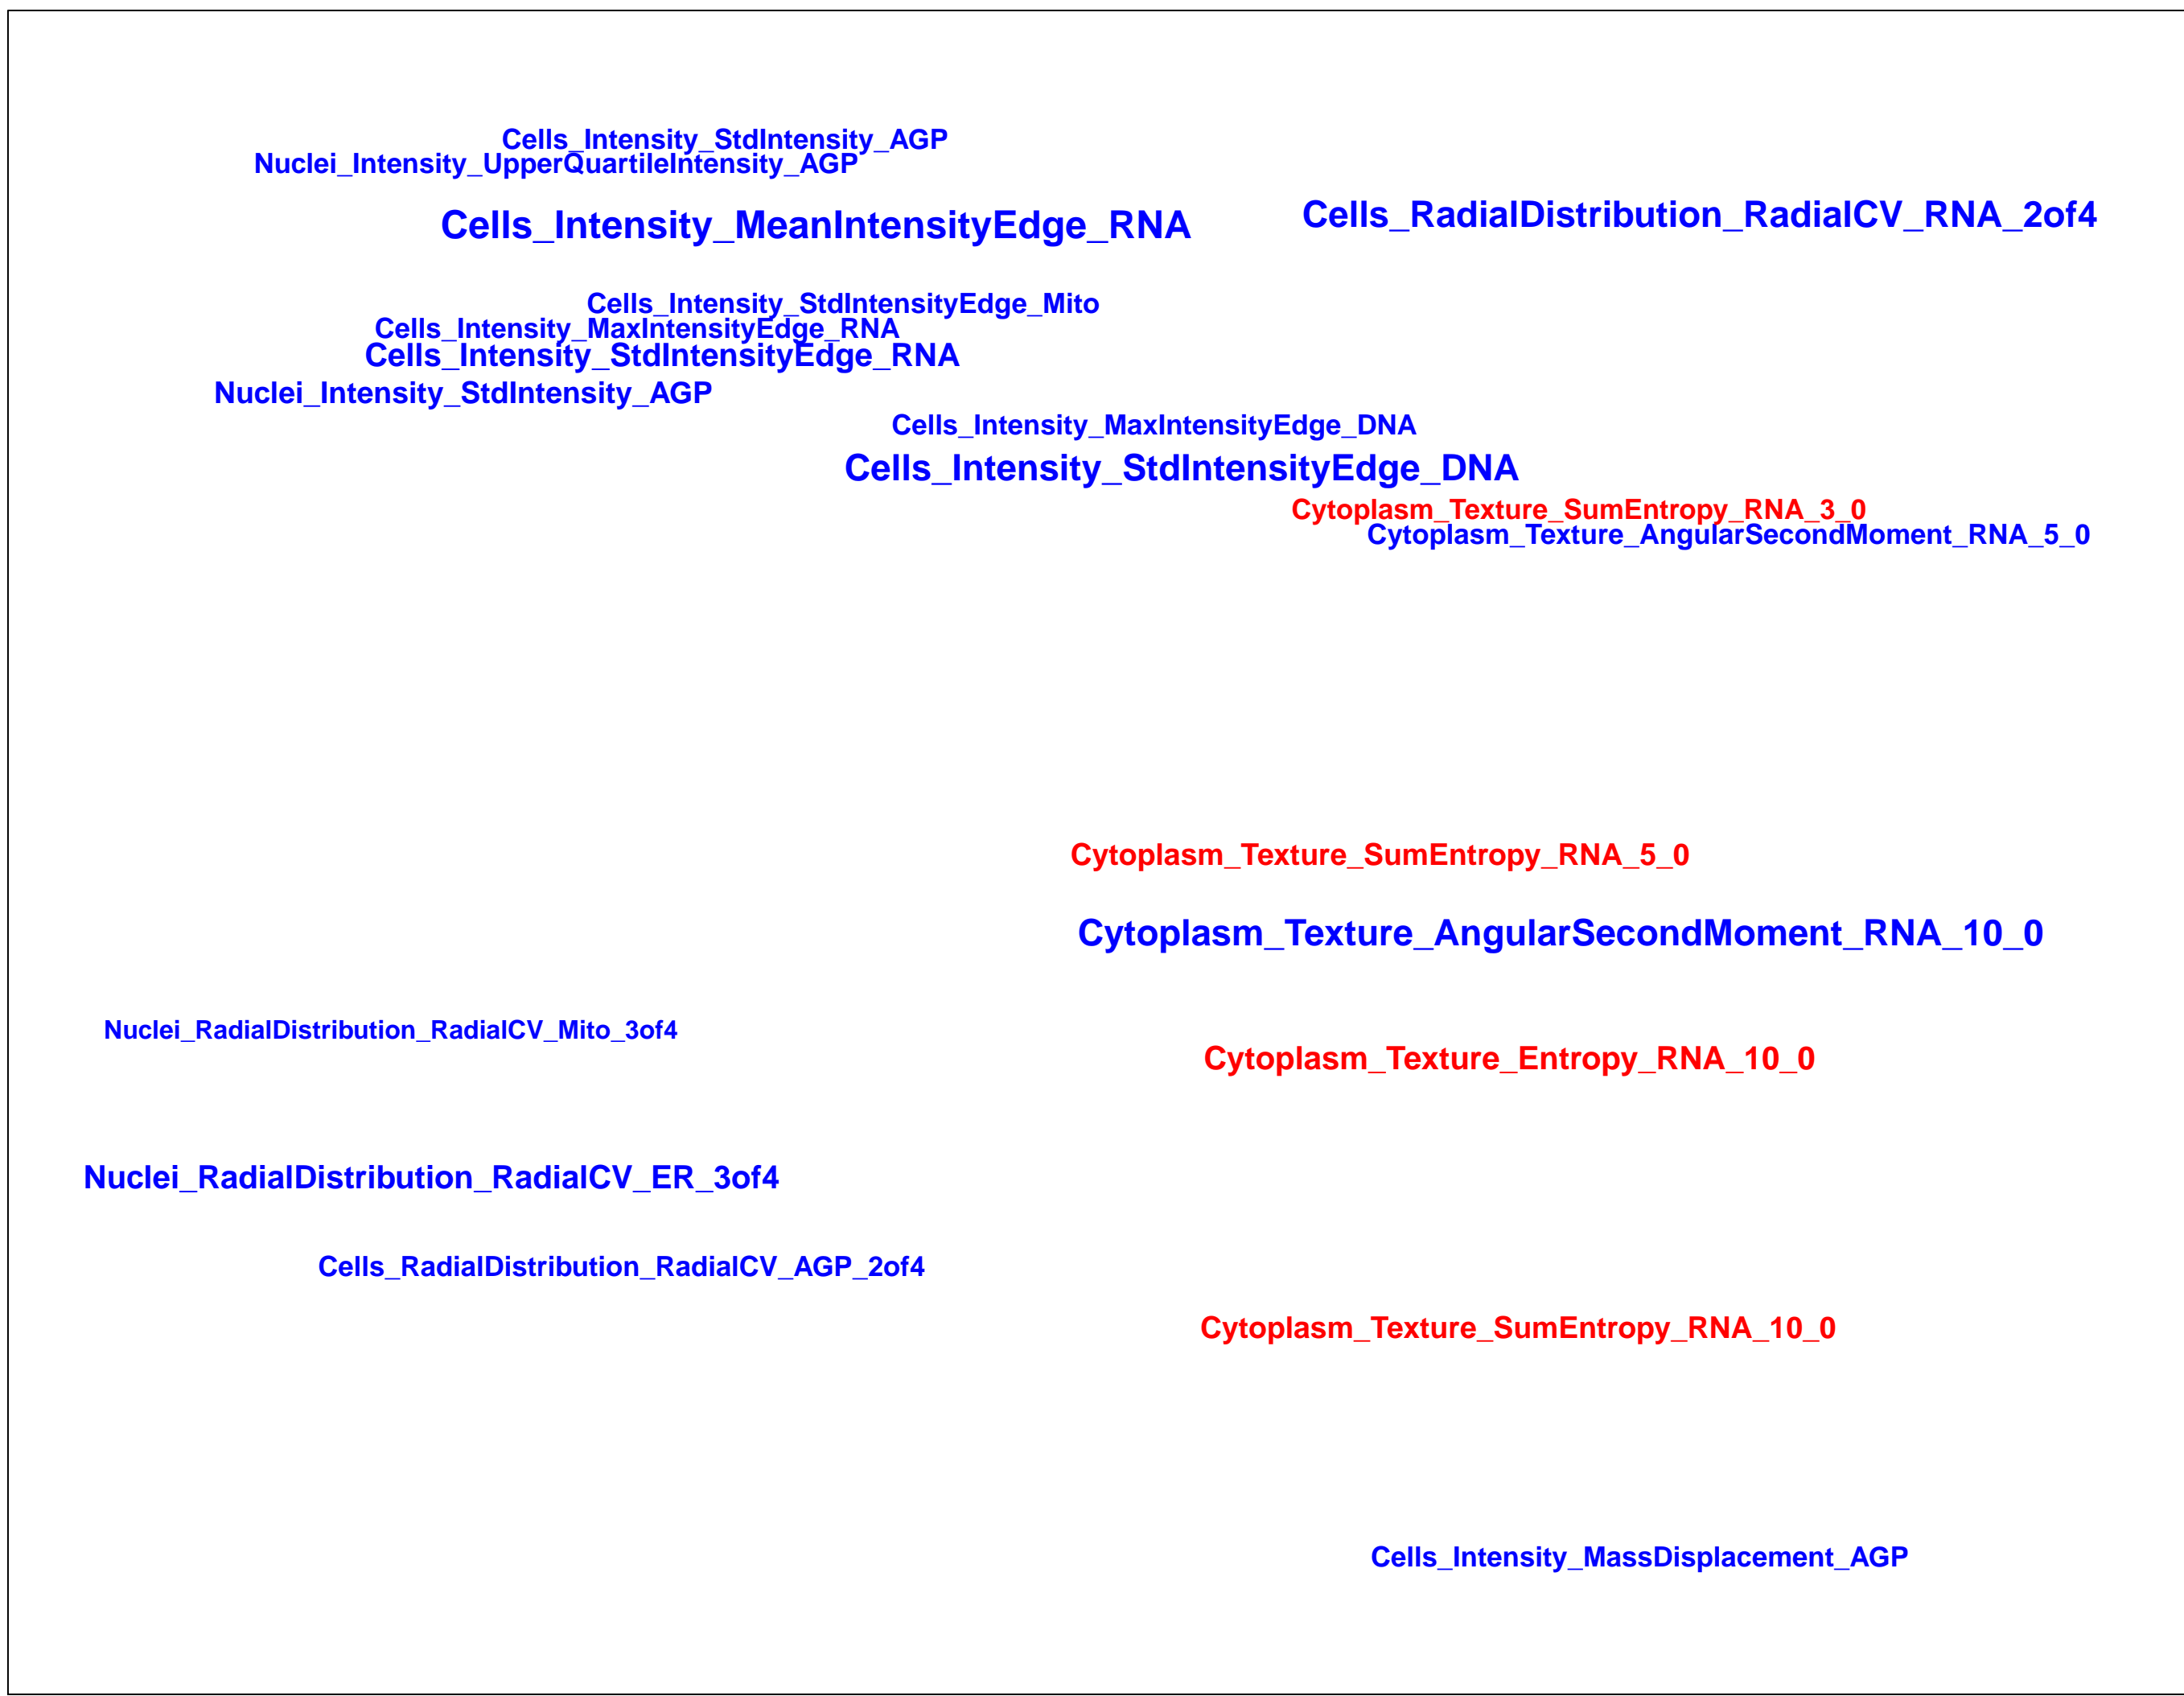 Cells_Intensity_StdIntensity_AGP
Nuclei_Intensity_UpperQuartileIntensity_AGP
Cells_RadialDistribution_RadialCV_RNA_2of4
Cells_Intensity_MeanIntensityEdge_RNA
Cells_Intensity_StdIntensityEdge_Mito
Cells_Intensity_MaxIntensityEdge_RNA
Cells_Intensity_StdIntensityEdge_RNA
Nuclei_Intensity_StdIntensity_AGP
Cells_Intensity_MaxIntensityEdge_DNA
Cells_Intensity_StdIntensityEdge_DNA
Cytoplasm_Texture_SumEntropy_RNA_3_0
Cytoplasm_Texture_AngularSecondMoment_RNA_5_0
Cytoplasm_Texture_SumEntropy_RNA_5_0
Cytoplasm_Texture_AngularSecondMoment_RNA_10_0
Nuclei_RadialDistribution_RadialCV_Mito_3of4
Cytoplasm_Texture_Entropy_RNA_10_0
Nuclei_RadialDistribution_RadialCV_ER_3of4
Cells_RadialDistribution_RadialCV_AGP_2of4
Cytoplasm_Texture_SumEntropy_RNA_10_0
Cells_Intensity_MassDisplacement_AGP